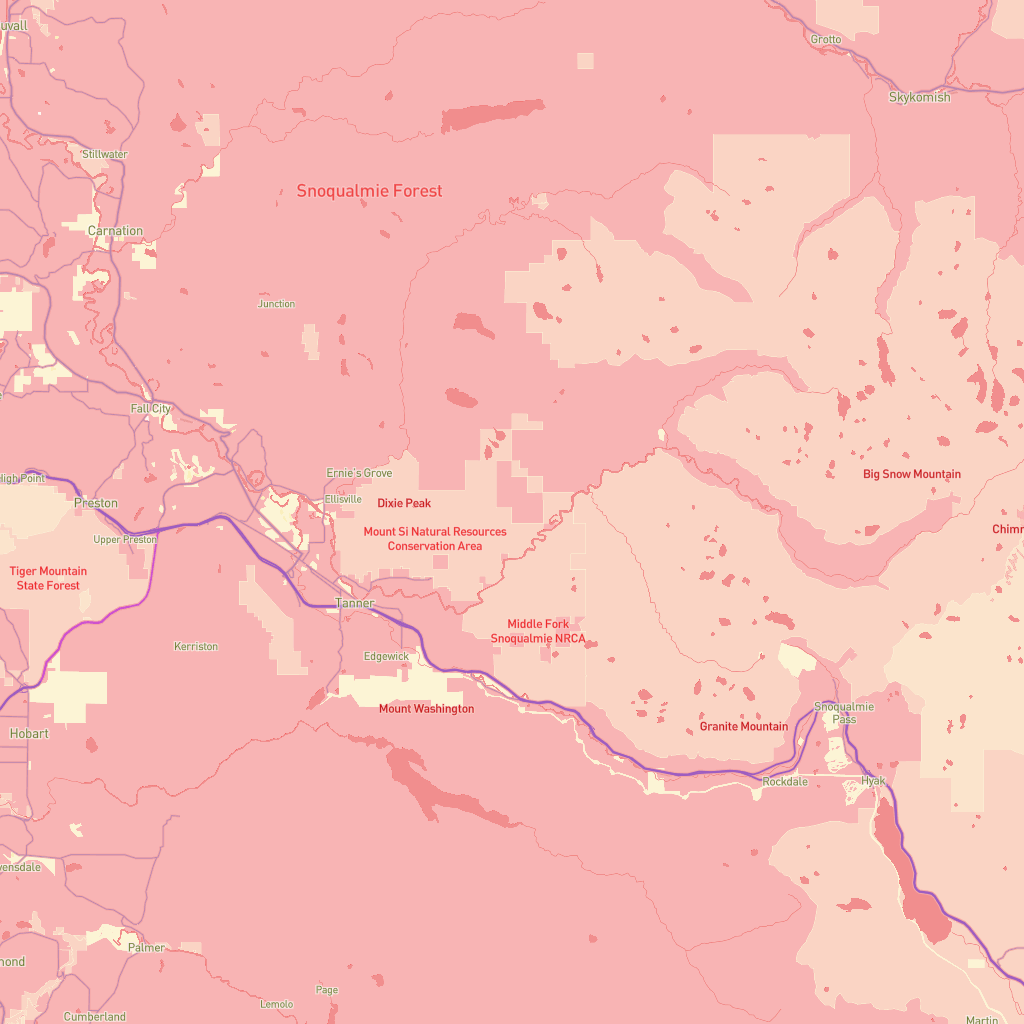 Grotto
Skykomish
Stillwater
Snoqualmie Forest
Carnation
Junction
Fall City
Ernie's Grove
Big Snow Mountain
High Point
Ellisville
Preston
Dixie Peak
Mount Si Natural Resources
Conservation Area
Upper Preston
Tiger Mountain
State Forest
Tanner
Middle Fork
Snoqualmie NRCA
Kerriston
Edgewick
Mount Washington
Snoqualmie
Pass
Granite Mountain
Hobart
Rockdale
Hyak
Palmer
Page
Lemolo
Cumberland
Martin